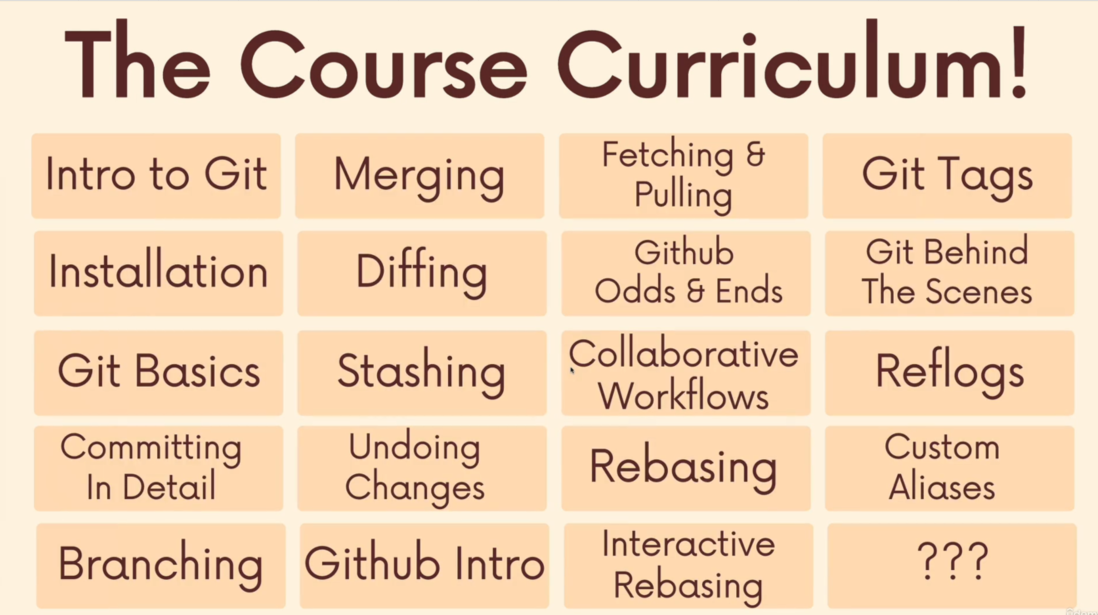 The Course Curriculum!
Intro to Git
Merging
Fetching &
Pulling
Git Tags
Installation
Diffing
Github
Odds & Ends
Git Behind
The Scenes
Git Basics
Stashing
Collaborative
Workflows
Reflogs
Committing
In Detail
Undoing
Changes
Rebasing
Custom
Aliases
Branching
Github Intro
Interactive
Rebasing
???